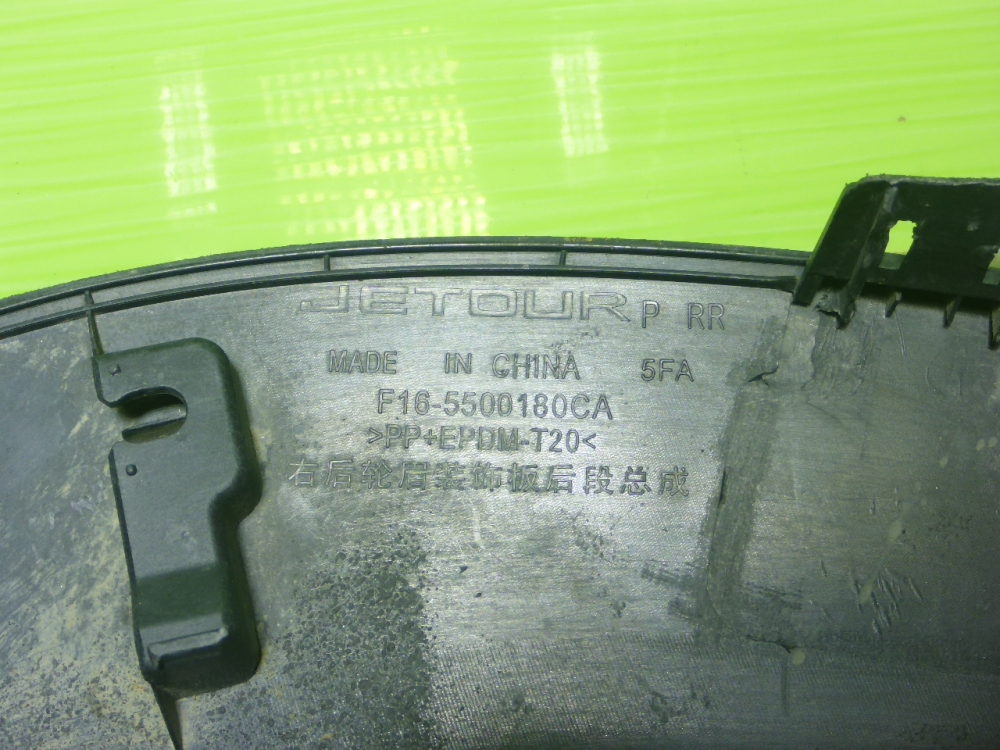 JETOUR P RR
MADE IN CHINA 5FA
F16-5500180CA
>PP+EPDM-T20<
右后轮眉装饰板后段总成